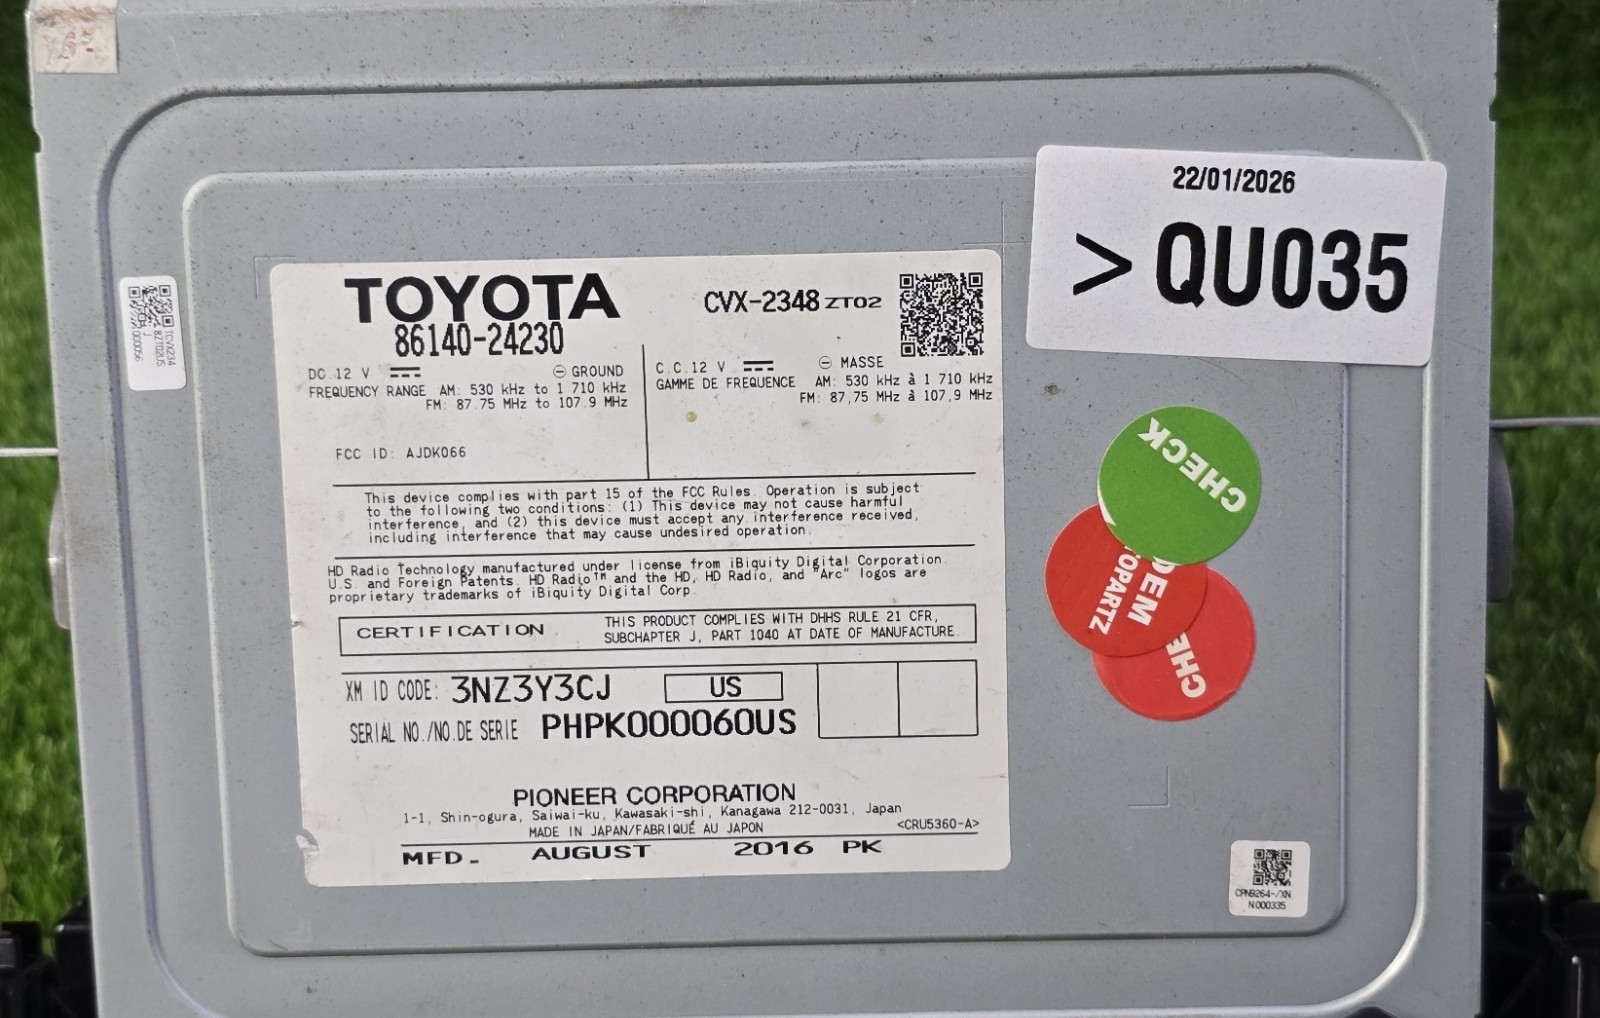 22/01/2026
>QU035
TOYOTA
86140-24230
CVX-2348 ZT02
DC 12 V
⊖ GROUND
FREQUENCY RANGE AM: 530 kHz to 1 710 kHz
FM: 87.75 MHz to 107.9 MHz
C.C.12 V
⊖ MASSE
GAMME DE FREQUENCE AM: 530 kHz à 1 710 kHz
FM: 87,75 MHz à 107,9 MHz
FCC ID: AJDK066
This device complies with part 15 of the FCC Rules. Operation is subject
to the following two conditions: (1) This device may not cause harmful
interference, and (2) this device must accept any interference received,
including interference that may cause undesired operation.
HD Radio Technology manufactured under license from iBiquity Digital Corporation.
U.S. and Foreign Patents. HD Radio™ and the HD, HD Radio, and "Arc" logos are
proprietary trademarks of iBiquity Digital Corp.
CERTIFICATION
THIS PRODUCT COMPLIES WITH DHHS RULE 21 CFR,
SUBCHAPTER J, PART 1040 AT DATE OF MANUFACTURE.
XM ID CODE: 3NZ3Y3CJ US
SERIAL NO./NO.DE SERIE PHPK000060US
PIONEER CORPORATION
1-1, Shin-ogura, Saiwai-ku, Kawasaki-shi, Kanagawa 212-0031, Japan
MADE IN JAPAN/FABRIQUÉ AU JAPON
<CRU5360-A>
MFD- AUGUST 2016 PK
CHECK
OEM
TOPARTZ
CHE
N000335